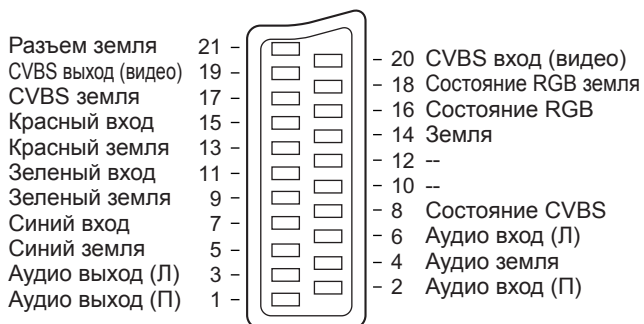 Разъем земля 21 –
CVBS выход (видео) 19 –
CVBS земля 17 –
Красный вход 15 –
Красный земля 13 –
Зеленый вход 11 –
Зеленый земля 9 –
Синий вход 7 –
Синий земля 5 –
Аудио выход (Л) 3 –
Аудио выход (П) 1 –
– 20 CVBS вход (видео)
– 18 Состояние RGB земля
– 16 Состояние RGB
– 14 Земля
– 12 --
– 10 --
– 8 Состояние CVBS
– 6 Аудио вход (Л)
– 4 Аудио земля
– 2 Аудио вход (П)